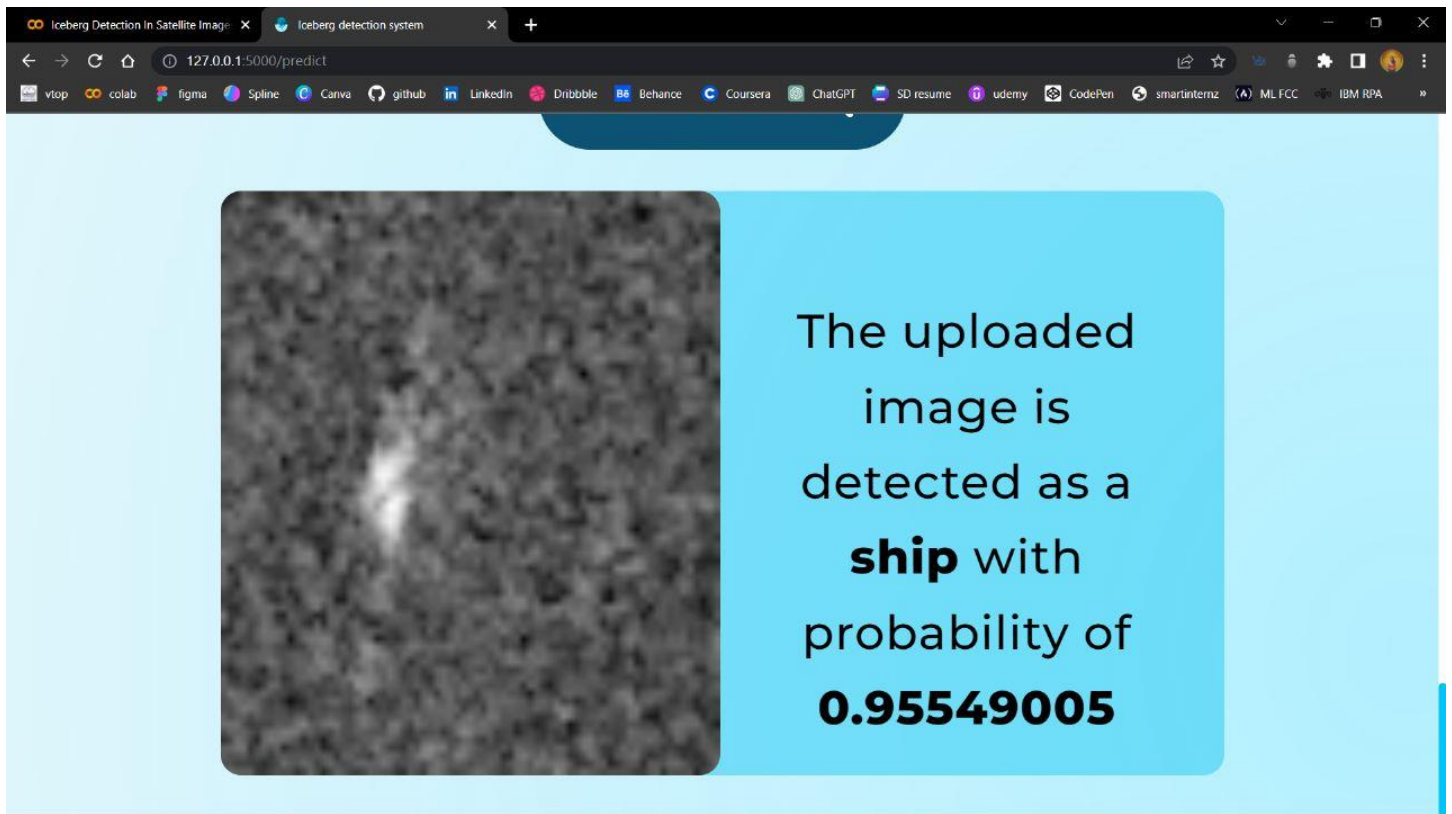 Iceberg Detection In Satellite Image
Iceberg detection system
127.0.0.1:5000/predict
vtop colab figma Spline Canva github LinkedIn Dribbble Behance Coursera ChatGPT SD resume udemy CodePen smartinternz ML FCC IBM RPA
The uploaded
image is
detected as a
ship with
probability of
0.95549005